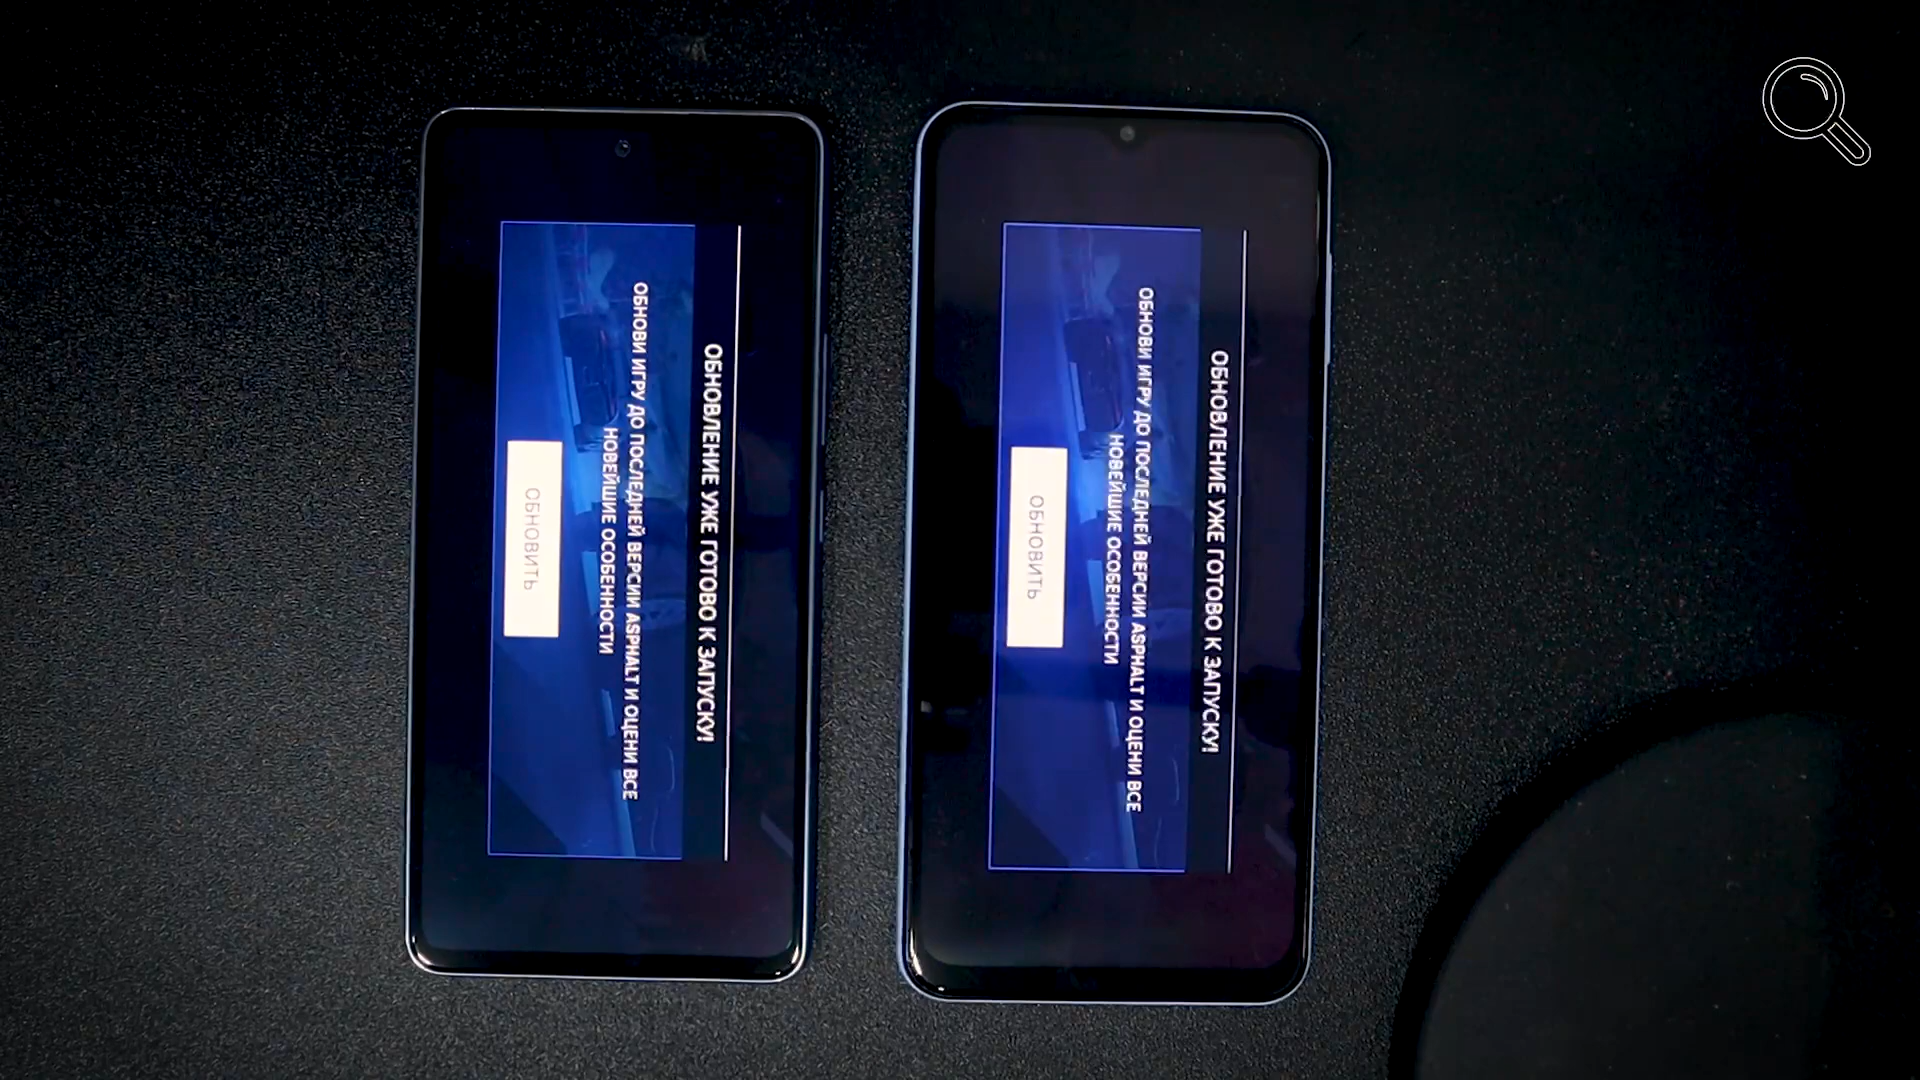 ОБНОВЛЕНИЕ УЖЕ ГОТОВО К ЗАПУСКУ!
ОБНОВИ ИГРУ ДО ПОСЛЕДНЕЙ ВЕРСИИ ASPHALT И ОЦЕНИ ВСЕ
НОВЕЙШИЕ ОСОБЕННОСТИ
ОБНОВИТЬ
ОБНОВЛЕНИЕ УЖЕ ГОТОВО К ЗАПУСКУ!
ОБНОВИ ИГРУ ДО ПОСЛЕДНЕЙ ВЕРСИИ ASPHALT И ОЦЕНИ ВСЕ
НОВЕЙШИЕ ОСОБЕННОСТИ
ОБНОВИТЬ